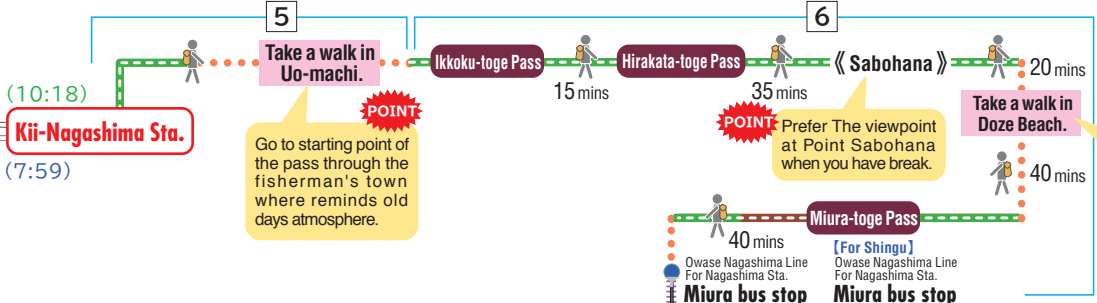 5
6
Take a walk in
Uo-machi.
Ikkoku-toge Pass
15 mins
Hirakata-toge Pass
35 mins
《 Sabohana 》
20 mins
(10:18)
Kii-Nagashima Sta.
(7:59)
POINT
Go to starting point of
the pass through the
fisherman's town
where reminds old
days atmosphere.
POINT
Prefer The viewpoint
at Point Sabohana
when you have break.
Take a walk in
Doze Beach.
40 mins
Miura-toge Pass
40 mins
Owase Nagashima Line
For Nagashima Sta.
Miura bus stop
【For Shingu】
Owase Nagashima Line
For Nagashima Sta.
Miura bus stop